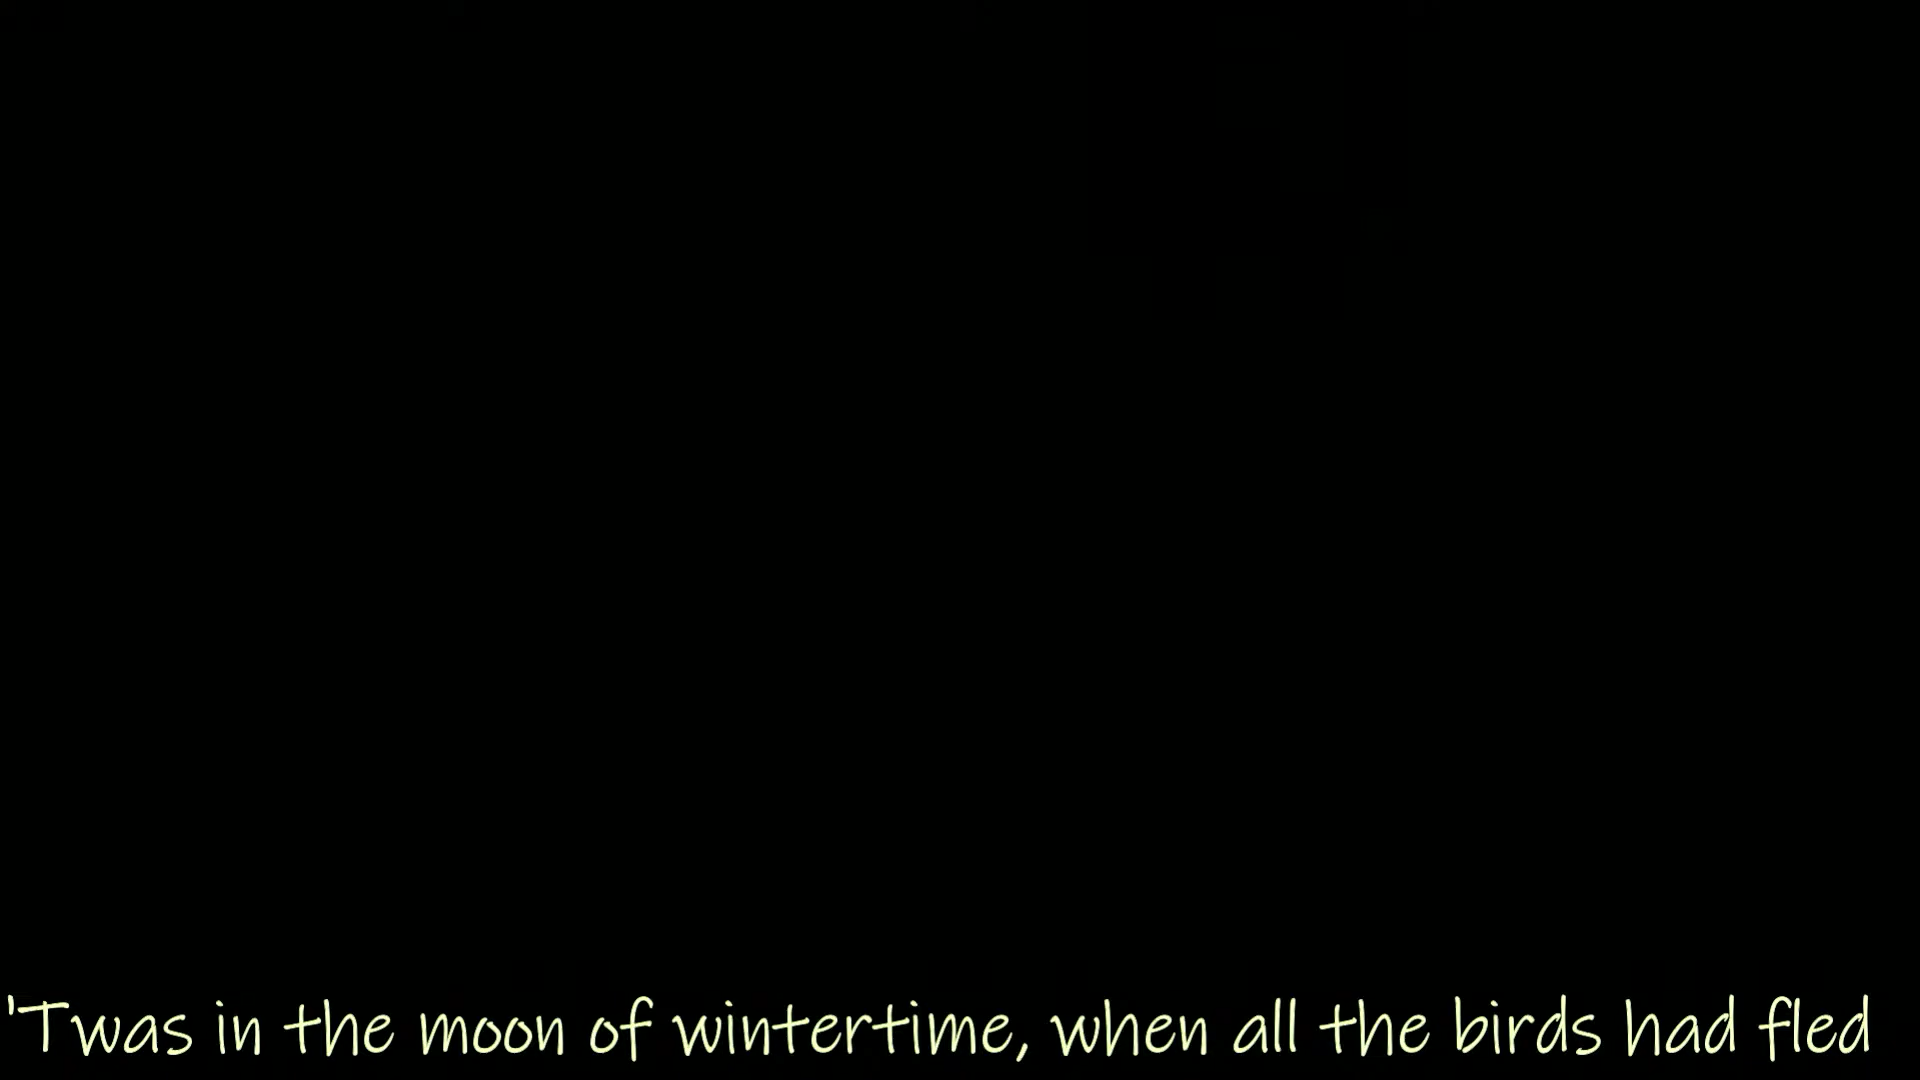 'Twas in the moon of wintertime, when all the birds had fled